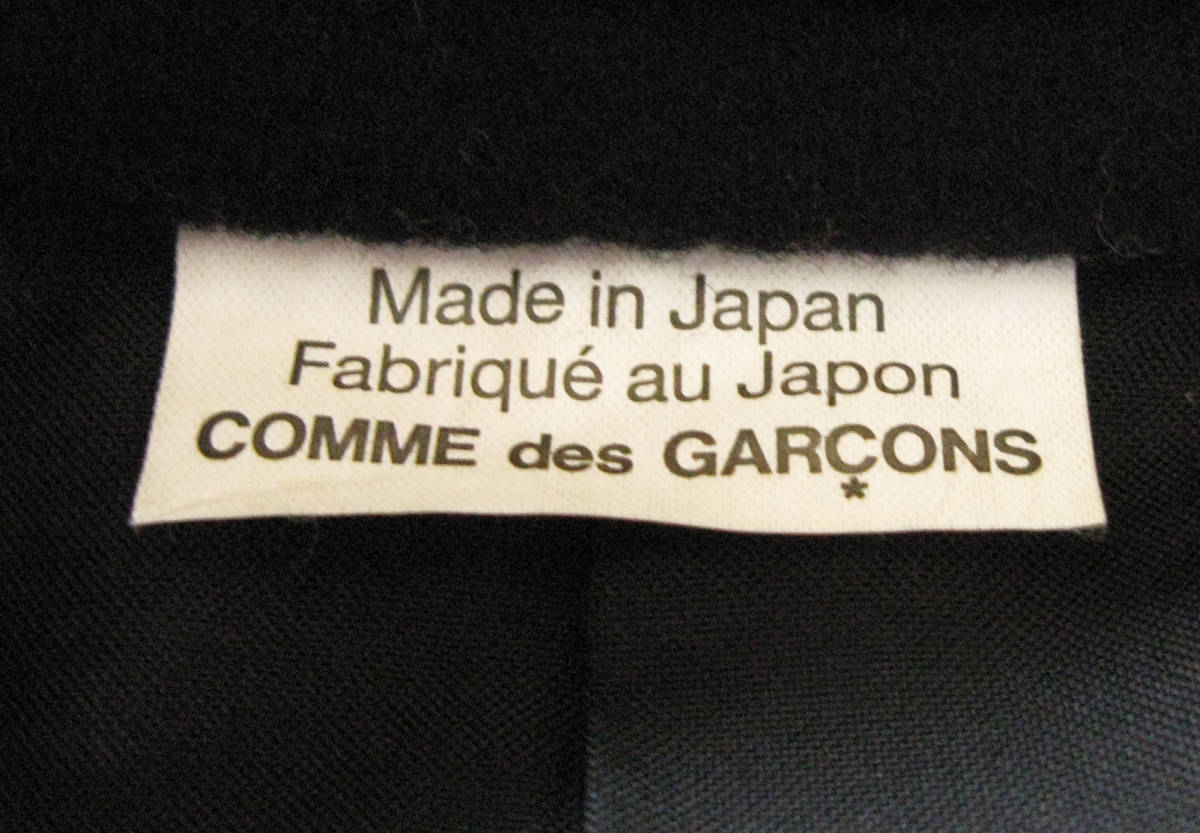 Made in Japan
Fabriqué au Japon
COMME des GARÇONS
*